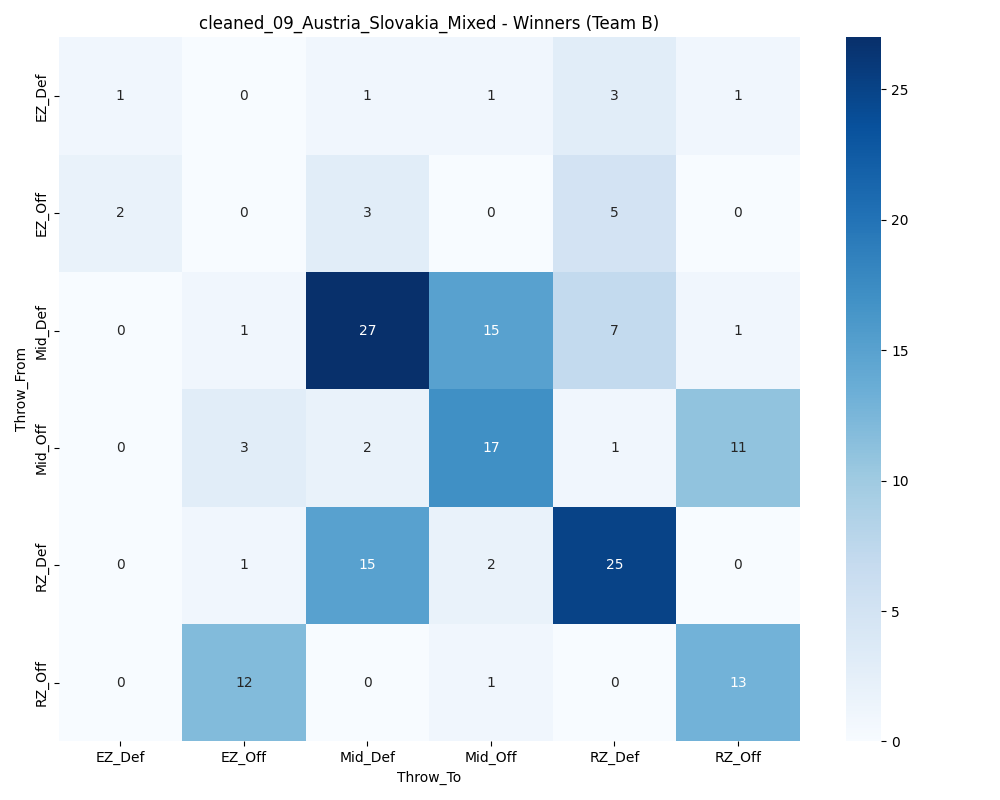 cleaned_09_Austria_Slovakia_Mixed - Winners (Team B)
Throw_From
EZ_Def 1 0 1 1 3 1
EZ_Off 2 0 3 0 5 0
Mid_Def 0 1 27 15 7 1
Mid_Off 0 3 2 17 1 11
RZ_Def 0 1 15 2 25 0
RZ_Off 0 12 0 1 0 13
EZ_Def EZ_Off Mid_Def Mid_Off RZ_Def RZ_Off
Throw_To
25
20
15
10
5
0